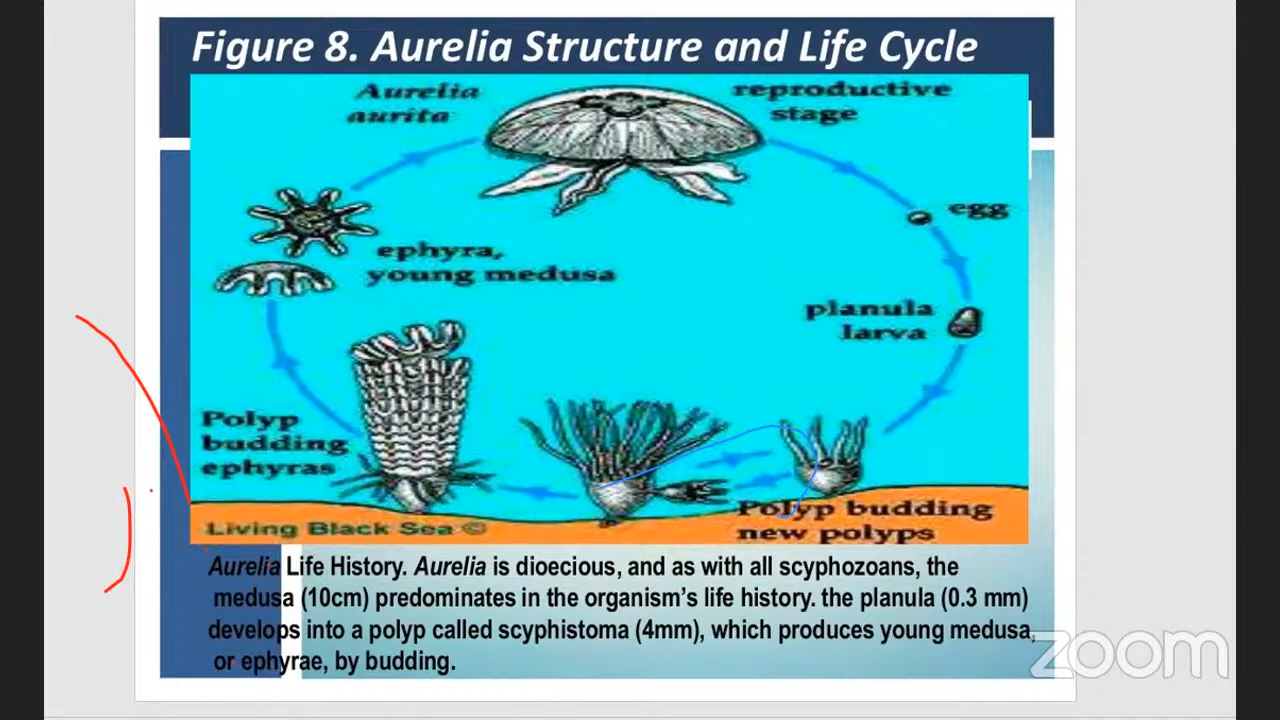 Figure 8. Aurelia Structure and Life Cycle
Aurelia
aurita
reproductive
stage
egg
ephyra,
young medusa
planula
larva
Polyp
budding
ephyras
Polyp budding
new polyps
Living Black Sea ©
Aurelia Life History. Aurelia is dioecious, and as with all scyphozoans, the
medusa (10cm) predominates in the organism's life history. the planula (0.3 mm)
develops into a polyp called scyphistoma (4mm), which produces young medusa,
or ephyrae, by budding.
zoom